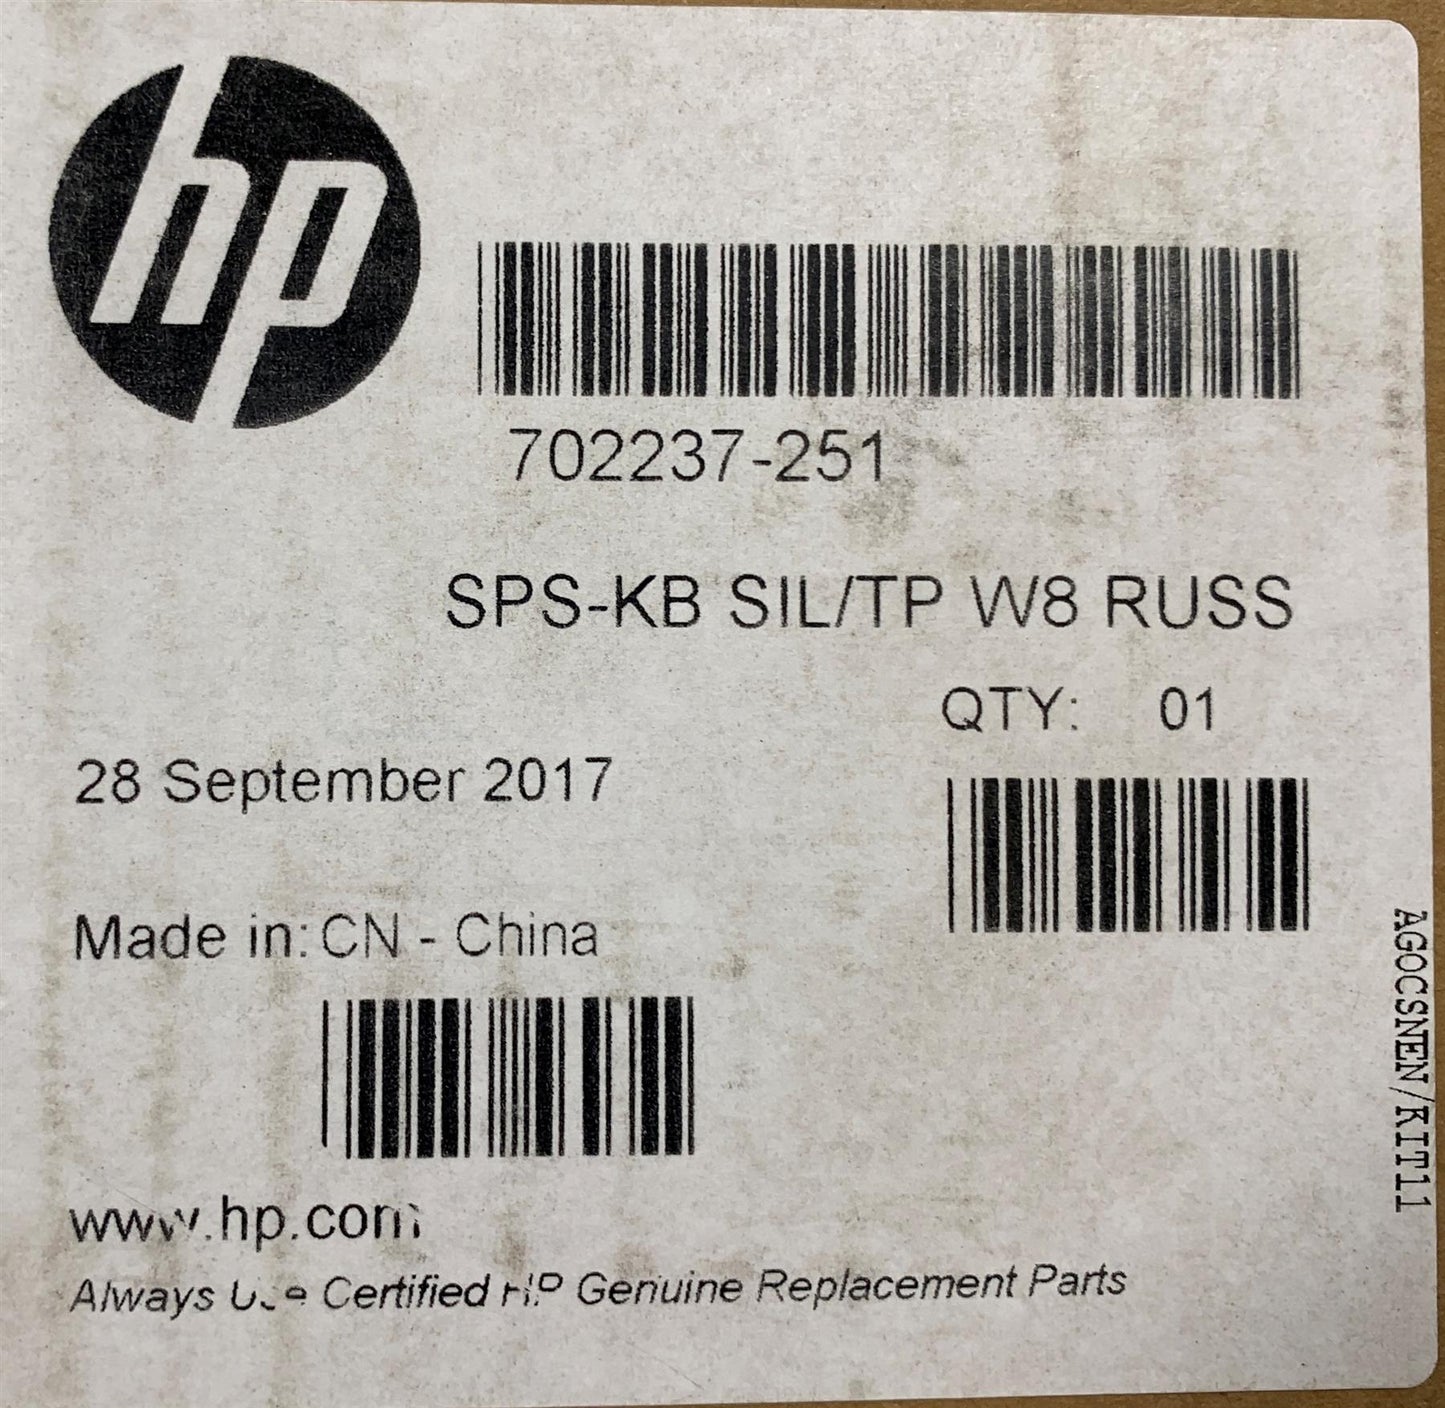 hp
702237-251
SPS-KB SIL/TP W8 RUSS
QTY: 01
28 September 2017
Made in: CN - China
www.hp.com
Always Use Certified HP Genuine Replacement Parts
AGOCSNEN/KIT11